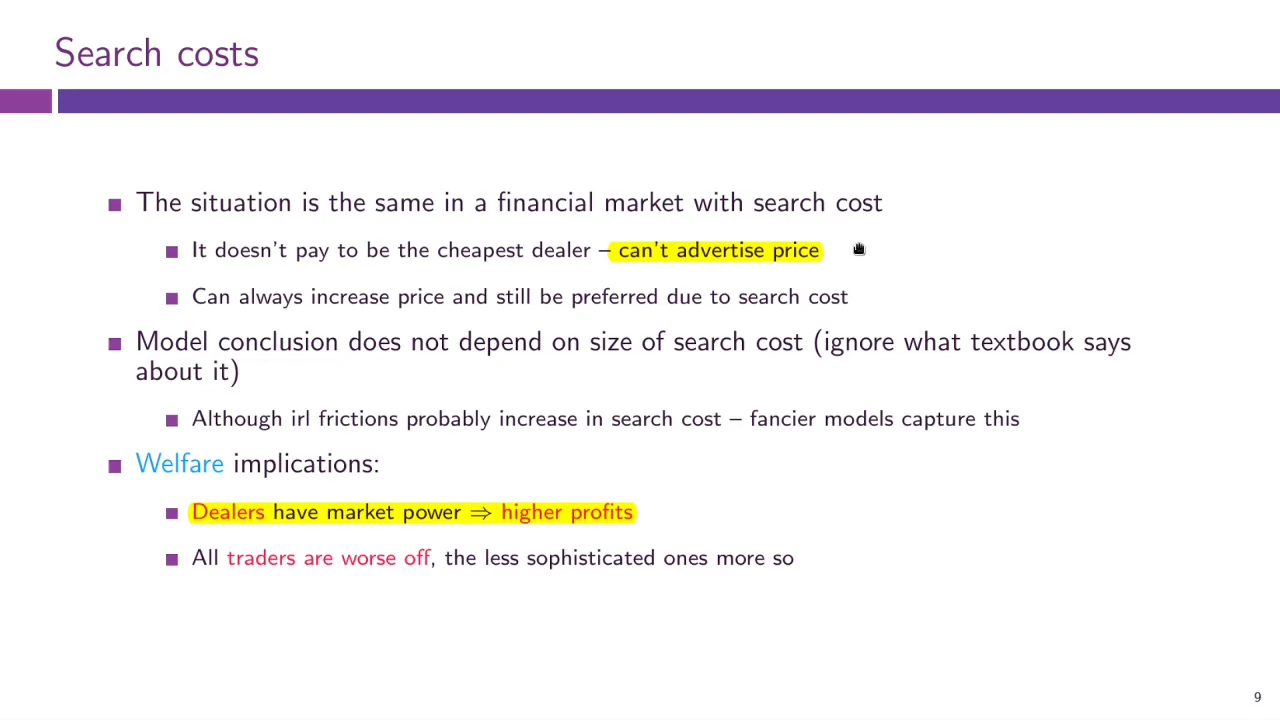 Search costs
The situation is the same in a financial market with search cost
It doesn't pay to be the cheapest dealer – can't advertise price
Can always increase price and still be preferred due to search cost
Model conclusion does not depend on size of search cost (ignore what textbook says
about it)
Although irl frictions probably increase in search cost – fancier models capture this
Welfare implications:
Dealers have market power ⇒ higher profits
All traders are worse off, the less sophisticated ones more so
9